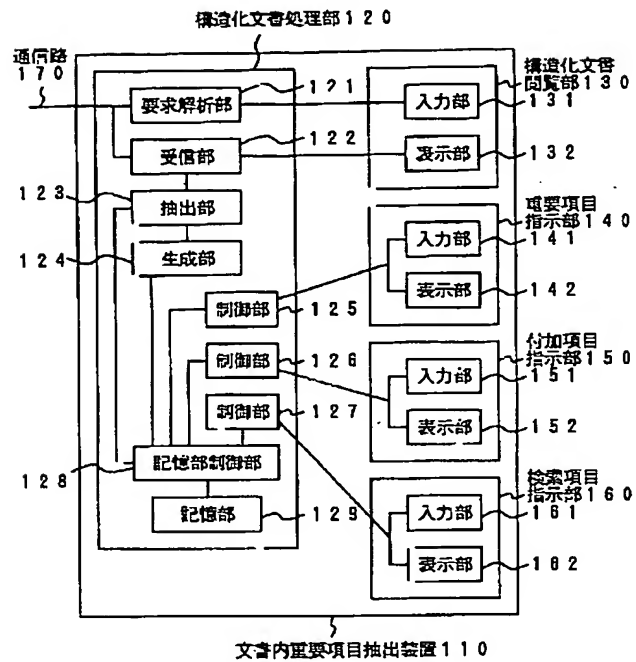 構造化文書処理部120
通信路
170
要求解析部
121
受信部
122
123
抽出部
124
生成部
制御部
125
制御部
126
制御部
127
128
記憶部制御部
記憶部
129
構造化文書
閲覧部130
入力部
131
表示部
132
重要項目
指示部140
入力部
141
表示部
142
付加項目
指示部150
入力部
151
表示部
152
検索項目
指示部160
入力部
161
表示部
162
文書内重要項目抽出装置110